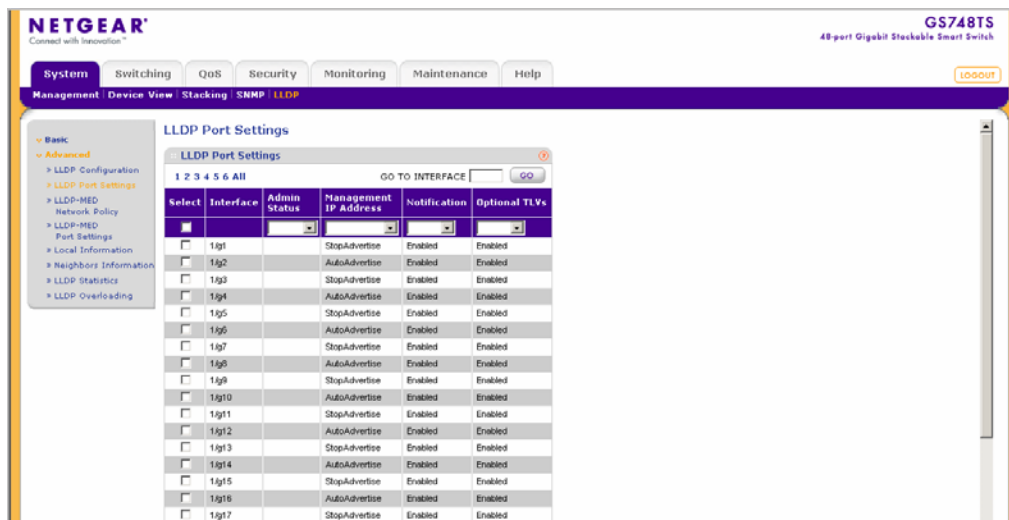 NETGEAR®
Connect with Innovation™
GS748TS
48-port Gigabit Stackable Smart Switch
System Switching QoS Security Monitoring Maintenance Help
LOGOUT
Management Device View Stacking SNMP LLDP
Basic
Advanced
» LLDP Configuration
» LLDP Port Settings
» LLDP-MED
Network Policy
» LLDP-MED
Port Settings
» Local Information
» Neighbors Information
» LLDP Statistics
» LLDP Overloading
LLDP Port Settings
LLDP Port Settings
1 2 3 4 5 6 All GO TO INTERFACE GO
Select Interface Admin Status Management IP Address Notification Optional TLVs
1/g1 StopAdvertise Enabled Enabled
1/g2 AutoAdvertise Enabled Enabled
1/g3 StopAdvertise Enabled Enabled
1/g4 AutoAdvertise Enabled Enabled
1/g5 StopAdvertise Enabled Enabled
1/g6 AutoAdvertise Enabled Enabled
1/g7 StopAdvertise Enabled Enabled
1/g8 AutoAdvertise Enabled Enabled
1/g9 StopAdvertise Enabled Enabled
1/g10 AutoAdvertise Enabled Enabled
1/g11 StopAdvertise Enabled Enabled
1/g12 AutoAdvertise Enabled Enabled
1/g13 StopAdvertise Enabled Enabled
1/g14 AutoAdvertise Enabled Enabled
1/g15 StopAdvertise Enabled Enabled
1/g16 AutoAdvertise Enabled Enabled
1/g17 StopAdvertise Enabled Enabled